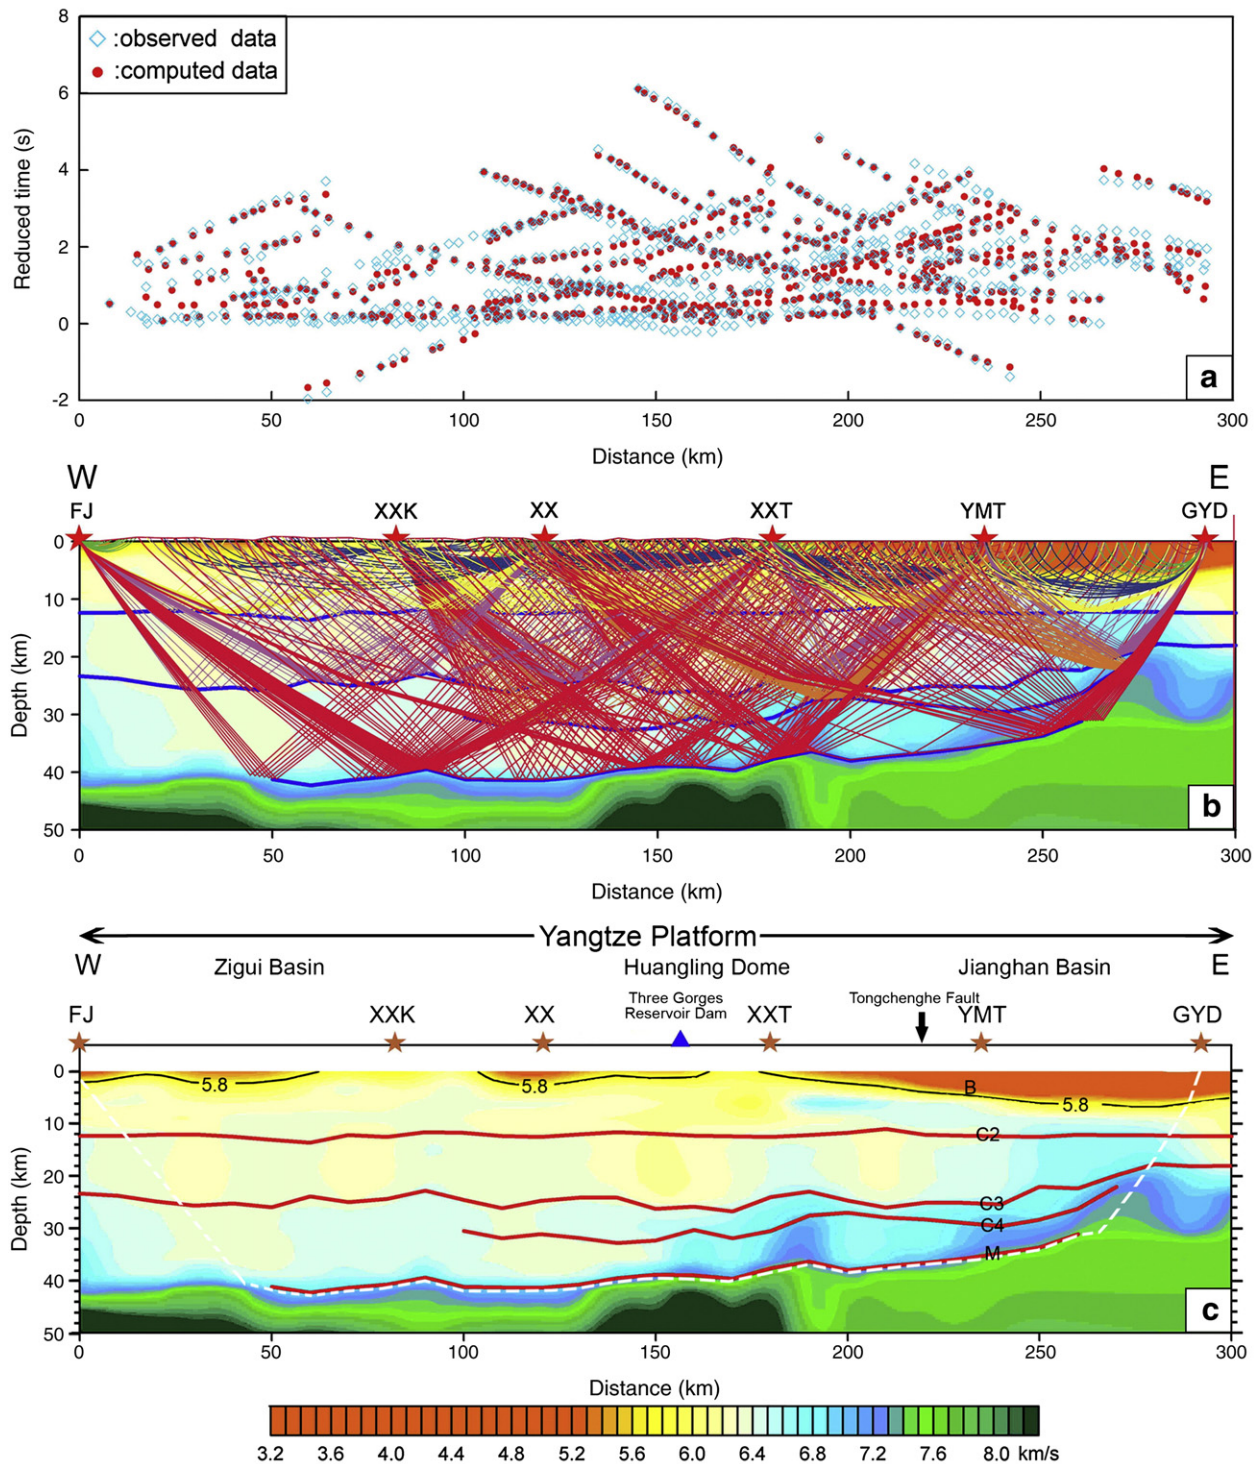 8
6
4
2
0
-2
Reduced time (s)
:observed data
:computed data
a
0 50 100 150 200 250 300
Distance (km)
W E
FJ XXK XX XXT YMT GYD
0
10
20
30
40
50
Depth (km)
b
0 50 100 150 200 250 300
Distance (km)
Yangtze Platform
W E
Zigui Basin Huangling Dome Jianghan Basin
Three Gorges
Reservoir Dam
Tongchenghe Fault
FJ XXK XX XXT YMT GYD
0
10
20
30
40
50
Depth (km)
5.8 5.8 B 5.8
C2
C3
C4
M
c
0 50 100 150 200 250 300
Distance (km)
3.2 3.6 4.0 4.4 4.8 5.2 5.6 6.0 6.4 6.8 7.2 7.6 8.0 km/s